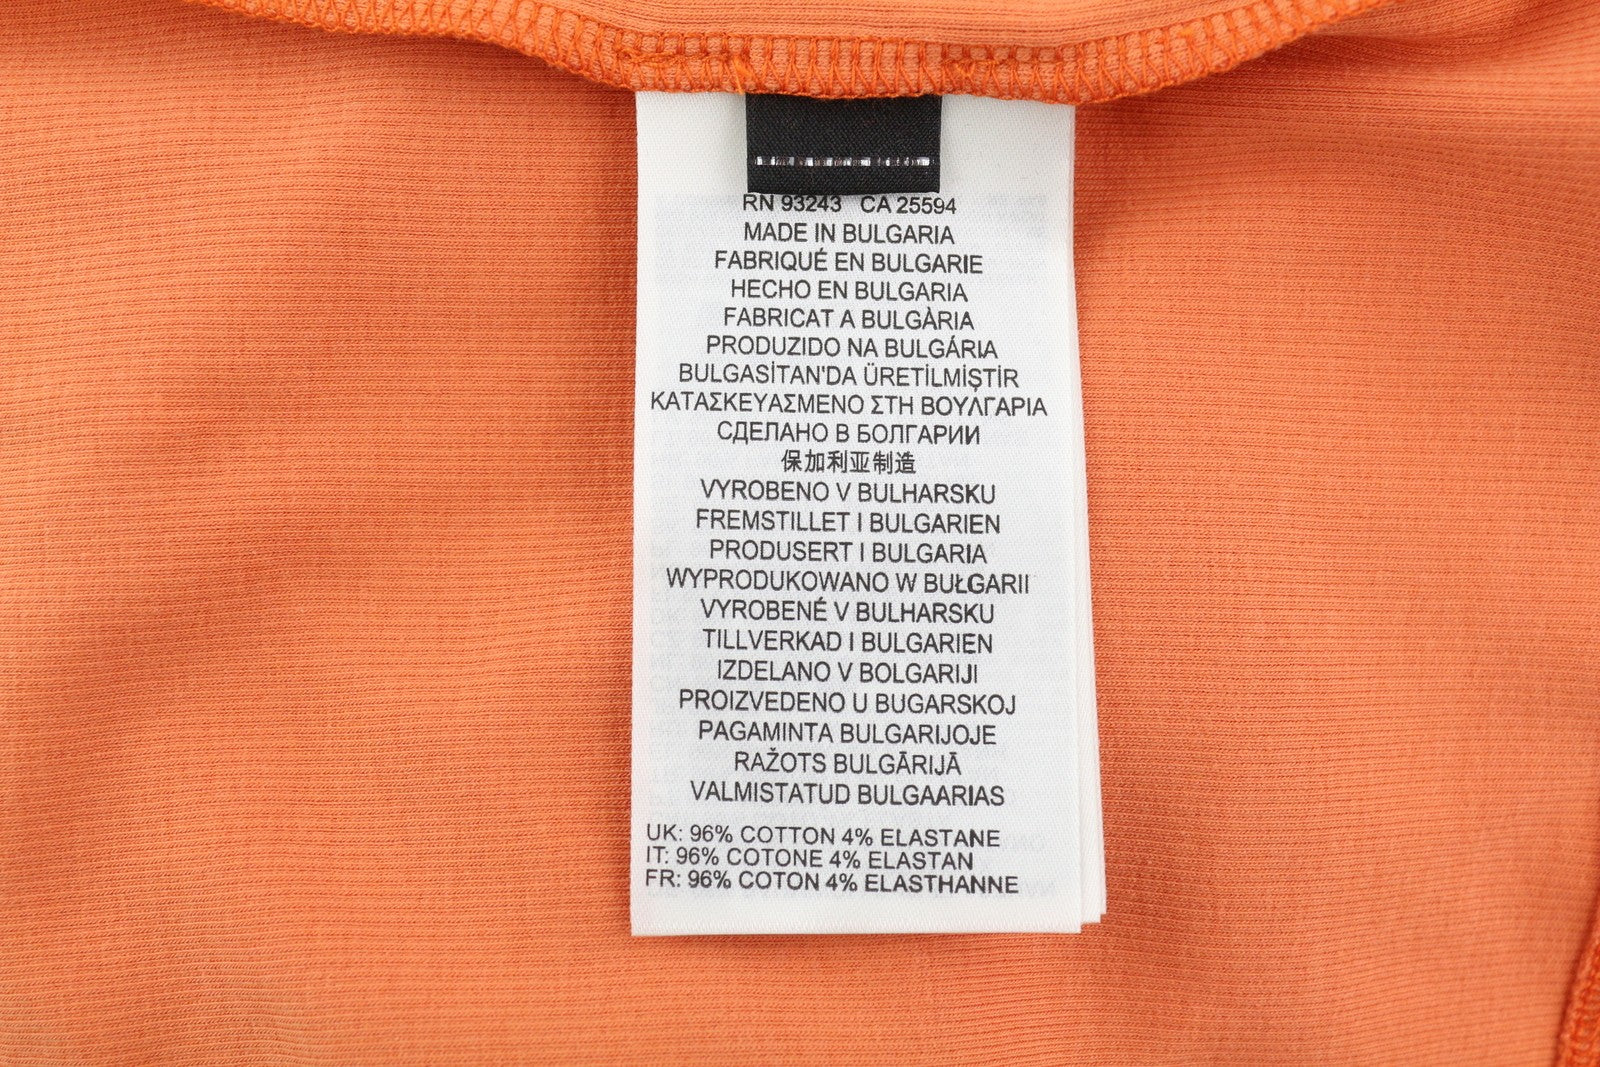 RN 93243 CA 25594
MADE IN BULGARIA
FABRIQUÉ EN BULGARIE
HECHO EN BULGARIA
FABRICAT A BULGÀRIA
PRODUZIDO NA BULGÁRIA
BULGASİTAN'DA ÜRETİLMİŞTİR
ΚΑΤΑΣΚΕΥΑΣΜΕΝΟ ΣΤΗ ΒΟΥΛΓΑΡΙΑ
СДЕЛАНО В БОЛГАРИИ
保加利亚制造
VYROBENO V BULHARSKU
FREMSTILLET I BULGARIEN
PRODUSERT I BULGARIA
WYPRODUKOWANO W BUŁGARII
VYROBENÉ V BULHARSKU
TILLVERKAD I BULGARIEN
IZDELANO V BOLGARIJI
PROIZVEDENO U BUGARSKOJ
PAGAMINTA BULGARIJOJE
RAŽOTS BULGĀRIJĀ
VALMISTATUD BULGAARIAS
UK: 96% COTTON 4% ELASTANE
IT: 96% COTONE 4% ELASTAN
FR: 96% COTON 4% ELASTHANNE